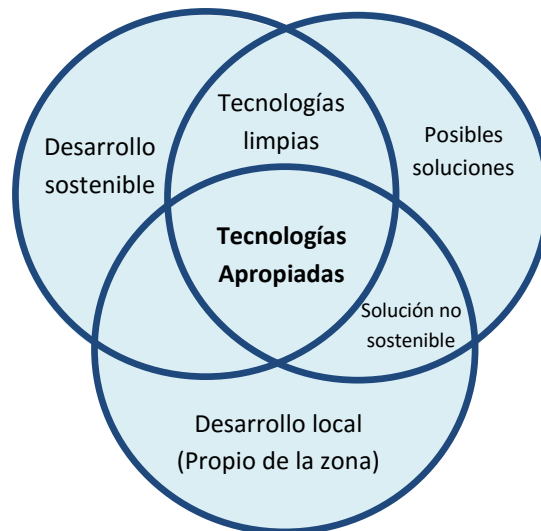 Tecnologías
limpias
Desarrollo
sostenible
Posibles
soluciones
Tecnologías
Apropiadas
Solución no
sostenible
Desarrollo local
(Propio de la zona)